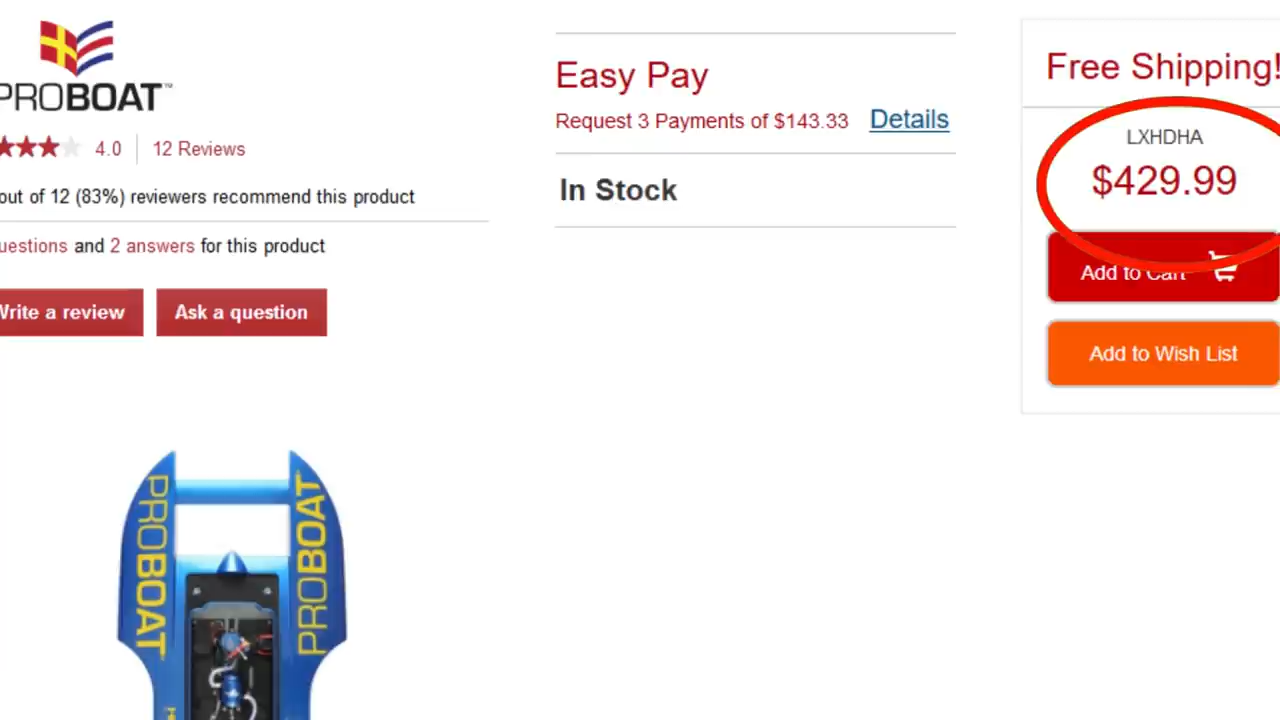 PROBOAT™
4.0 12 Reviews
out of 12 (83%) reviewers recommend this product
uestions and 2 answers for this product
Write a review
Ask a question
Easy Pay
Request 3 Payments of $143.33 Details
In Stock
Free Shipping!
LXHDHA
$429.99
Add to Cart
Add to Wish List
PROBOAT
PROBOAT